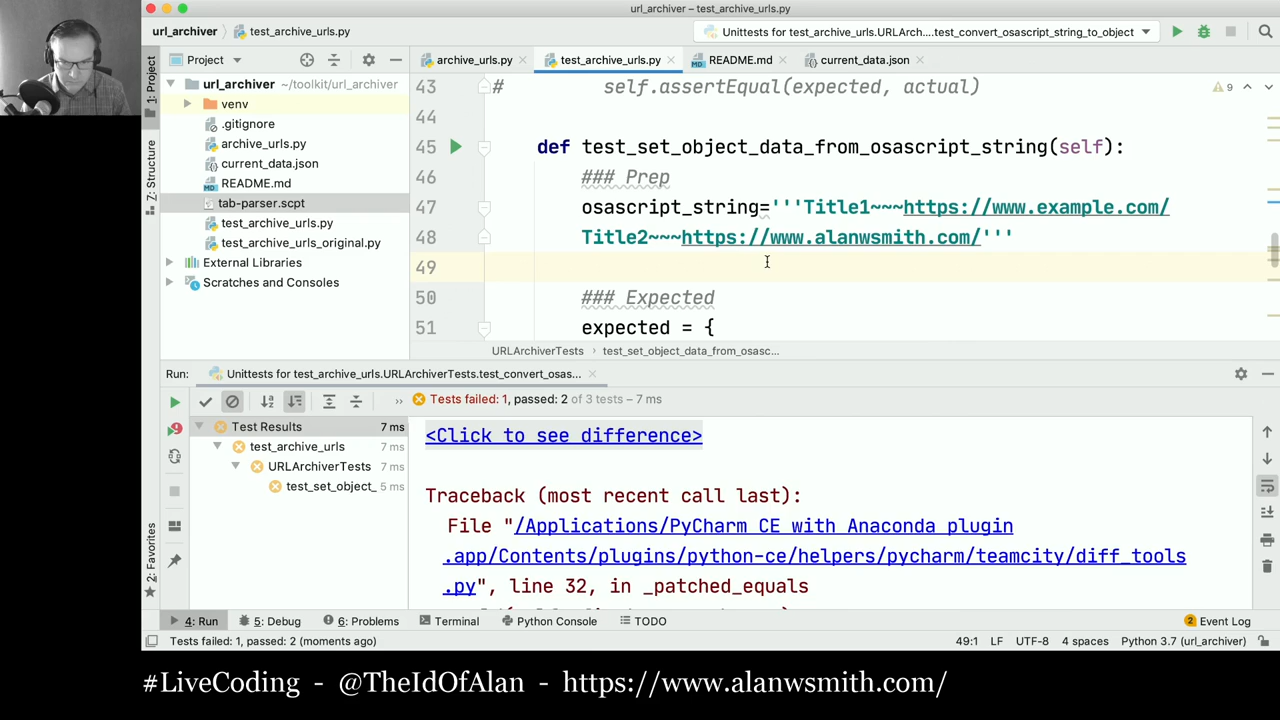 url_archiver – test_archive_urls.py
url_archiver
test_archive_urls.py
Unittests for test_archive_urls.URLArch....test_convert_osascript_string_to_object
1: Project
Z: Structure
2: Favorites
Project
url_archiver ~/toolkit/url_archiver
venv
.gitignore
archive_urls.py
current_data.json
README.md
tab-parser.scpt
test_archive_urls.py
test_archive_urls_original.py
External Libraries
Scratches and Consoles
archive_urls.py
test_archive_urls.py
README.md
current_data.json
9
43 # self.assertEqual(expected, actual)
44
45 def test_set_object_data_from_osascript_string(self):
46 ### Prep
47 osascript_string='''Title1~~~https://www.example.com/
48 Title2~~~https://www.alanwsmith.com/'''
49
50 ### Expected
51 expected = {
URLArchiverTests
test_set_object_data_from_osasc...
Run:
Unittests for test_archive_urls.URLArchiverTests.test_convert_osas...
Tests failed: 1, passed: 2 of 3 tests – 7 ms
Test Results 7 ms
test_archive_urls 7 ms
URLArchiverTests 7 ms
test_set_object_ 5 ms
<Click to see difference>
Traceback (most recent call last):
File "/Applications/PyCharm CE with Anaconda plugin
.app/Contents/plugins/python-ce/helpers/pycharm/teamcity/diff_tools
.py", line 32, in _patched_equals
4: Run
5: Debug
6: Problems
Terminal
Python Console
TODO
2 Event Log
Tests failed: 1, passed: 2 (moments ago)
49:1
LF
UTF-8
4 spaces
Python 3.7 (url_archiver)
#LiveCoding - @TheIdOfAlan - https://www.alanwsmith.com/